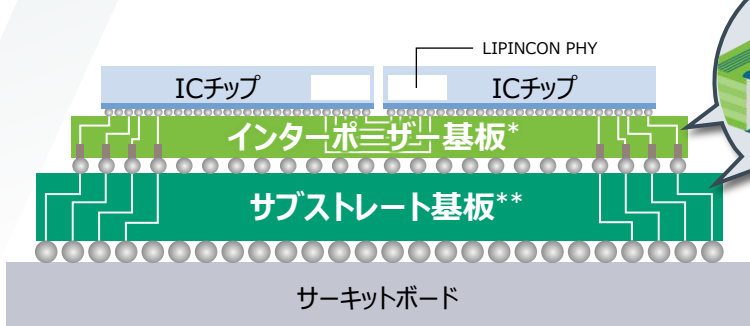 LIPINCON PHY
ICチップ
ICチップ
インターポーザー基板*
サブストレート基板**
サーキットボード